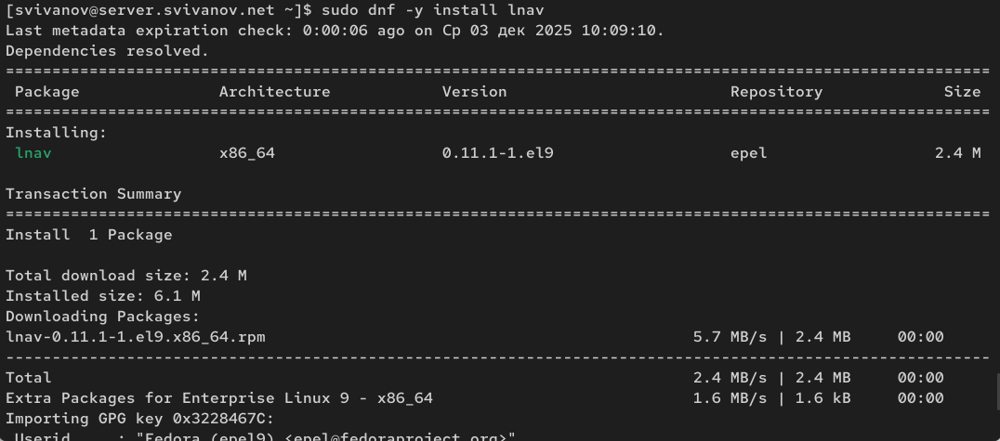 [svivanov@server.svivanov.net ~]$ sudo dnf -y install lnav
Last metadata expiration check: 0:00:06 ago on Ср 03 дек 2025 10:09:10.
Dependencies resolved.
================================================================================
Package Architecture Version Repository Size
================================================================================
Installing:
lnav x86_64 0.11.1-1.el9 epel 2.4 M
Transaction Summary
================================================================================
Install 1 Package
Total download size: 2.4 M
Installed size: 6.1 M
Downloading Packages:
lnav-0.11.1-1.el9.x86_64.rpm 5.7 MB/s | 2.4 MB 00:00
--------------------------------------------------------------------------------
Total 2.4 MB/s | 2.4 MB 00:00
Extra Packages for Enterprise Linux 9 - x86_64 1.6 MB/s | 1.6 kB 00:00
Importing GPG key 0x3228467C:
Userid : "Fedora (epel9) <epel@fedoraproject.org>"